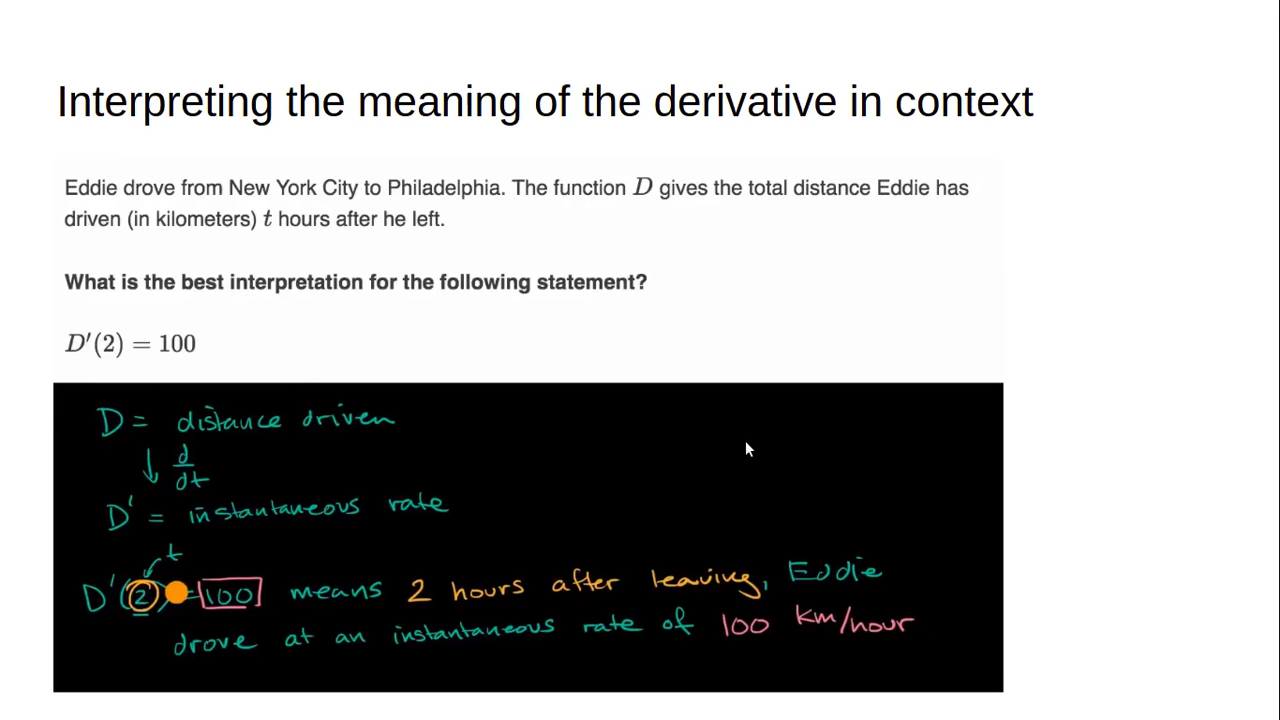 Interpreting the meaning of the derivative in context
Eddie drove from New York City to Philadelphia. The function D gives the total distance Eddie has
driven (in kilometers) t hours after he left.
What is the best interpretation for the following statement?
D′(2) = 100
D = distance driven
↓ d/dt
D' = instantaneous rate
t
D'(2) = 100 means 2 hours after leaving, Eddie
drove at an instantaneous rate of 100 km/hour